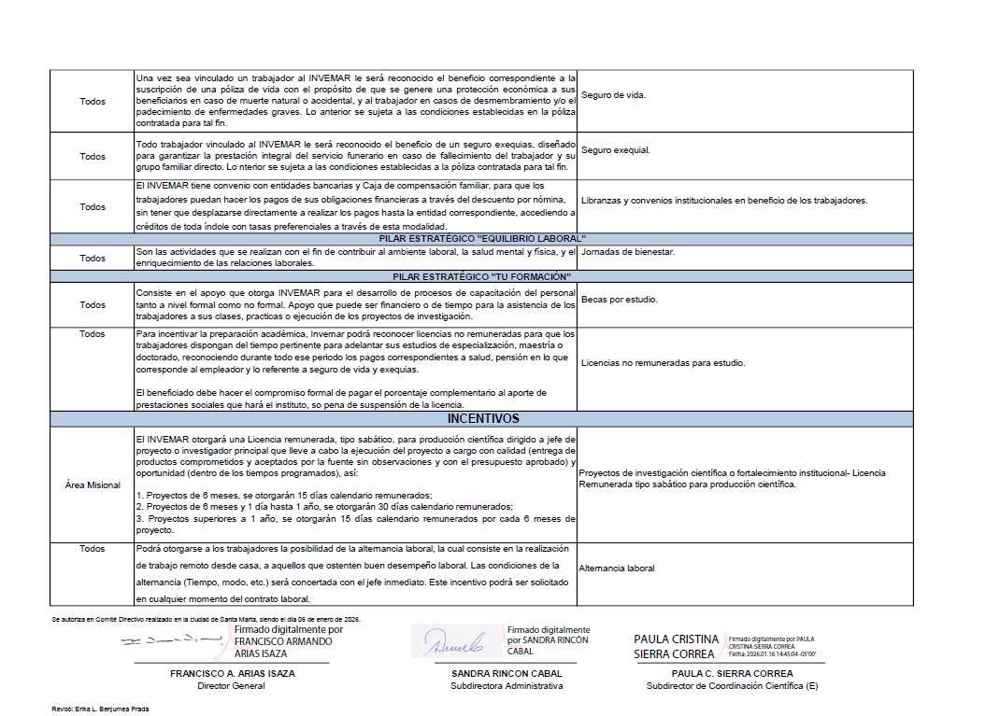 Una vez sea vinculado un trabajador al INVEMAR le será reconocido el beneficio correspondiente a la
suscripción de una póliza de vida con el propósito de que se genere una protección económica a sus
Todos
beneficiarios en caso de muerte natural o accidental, y al trabajador en casos de desmembramiento y/o el
padecimiento de enfermedades graves. Lo anterior se sujeta a las condiciones establecidas en la póliza
contratada para tal fin.
Seguro de vida.
Todos
Todo trabajador vinculado al INVEMAR le será reconocido el beneficio de un seguro exequias, diseñado
para garantizar la prestación integral del servicio funerario en caso de fallecimiento del trabajador y su
grupo familiar directo. Lo nterior se sujeta a las condiciones establecidas a la póliza contratada para tal fin.
Seguro exequial.
Todos
El INVEMAR tiene convenio con entidades bancarias y Caja de compensación familiar, para que los
trabajadores puedan hacer los pagos de sus obligaciones financieras a través del descuento por nómina,
sin tener que desplazarse directamente a realizar los pagos hasta la entidad correspondiente, accediendo a
créditos de toda índole con tasas preferenciales a través de esta modalidad.
Libranzas y convenios institucionales en beneficio de los trabajadores.
PILAR ESTRATÉGICO "EQUILIBRIO LABORAL"
Todos
Son las actividades que se realizan con el fin de contribuir al ambiente laboral, la salud mental y física, y el
enriquecimiento de las relaciones laborales.
Jornadas de bienestar.
PILAR ESTRATÉGICO "TU FORMACIÓN"
Todos
Consiste en el apoyo que otorga INVEMAR para el desarrollo de procesos de capacitación del personal
tanto a nivel formal como no formal. Apoyo que puede ser financiero o de tiempo para la asistencia de los
trabajadores a sus clases, practicas o ejecución de los proyectos de investigación.
Becas por estudio.
Todos
Para incentivar la preparación académica, Invemar podrá reconocer licencias no remuneradas para que los
trabajadores dispongan del tiempo pertinente para adelantar sus estudios de especialización, maestría o
doctorado, reconociendo durante todo ese periodo los pagos correspondientes a salud, pensión en lo que
corresponde al empleador y lo referente a seguro de vida y exequias.
El beneficiado debe hacer el compromiso formal de pagar el porcentaje complementario al aporte de
prestaciones sociales que hará el instituto, so pena de suspensión de la licencia.
Licencias no remuneradas para estudio.
INCENTIVOS
Área Misional
El INVEMAR otorgará una Licencia remunerada, tipo sabático, para producción científica dirigido a jefe de
proyecto o investigador principal que lleve a cabo la ejecución del proyecto a cargo con calidad (entrega de
productos comprometidos y aceptados por la fuente sin observaciones y con el presupuesto aprobado) y
oportunidad (dentro de los tiempos programados), así:
1. Proyectos de 6 meses, se otorgarán 15 días calendario remunerados;
2. Proyectos de 6 meses y 1 día hasta 1 año, se otorgarán 30 días calendario remunerados;
3. Proyectos superiores a 1 año, se otorgarán 15 días calendario remunerados por cada 6 meses de
proyecto.
Proyectos de investigación científica o fortalecimiento institucional- Licencia
Remunerada tipo sabático para producción científica.
Todos
Podrá otorgarse a los trabajadores la posibilidad de la alternancia laboral, la cual consiste en la realización
de trabajo remoto desde casa, a aquellos que ostenten buen desempeño laboral. Las condiciones de la
alternancia (Tiempo, modo, etc.) será concertada con el jefe inmediato. Este incentivo podrá ser solicitado
en cualquier momento del contrato laboral.
Alternancia laboral
Se autoriza en Comité Directivo realizado en la ciudad de Santa Marta, siendo el día 06 de enero de 2026.
Firmado digitalmente por
FRANCISCO ARMANDO
ARIAS ISAZA
FRANCISCO A. ARIAS ISAZA
Director General
Firmado digitalmente
por SANDRA RINCÓN
CABAL
SANDRA RINCON CABAL
Subdirectora Administrativa
PAULA CRISTINA
SIERRA CORREA
Firmado digitalmente por PAULA
CRISTINA SIERRA CORREA
Fecha: 2026.01.16 14:45:04 -05'00'
PAULA C. SIERRA CORREA
Subdirector de Coordinación Científica (E)
Revisó: Erika L. Benjumea Prada